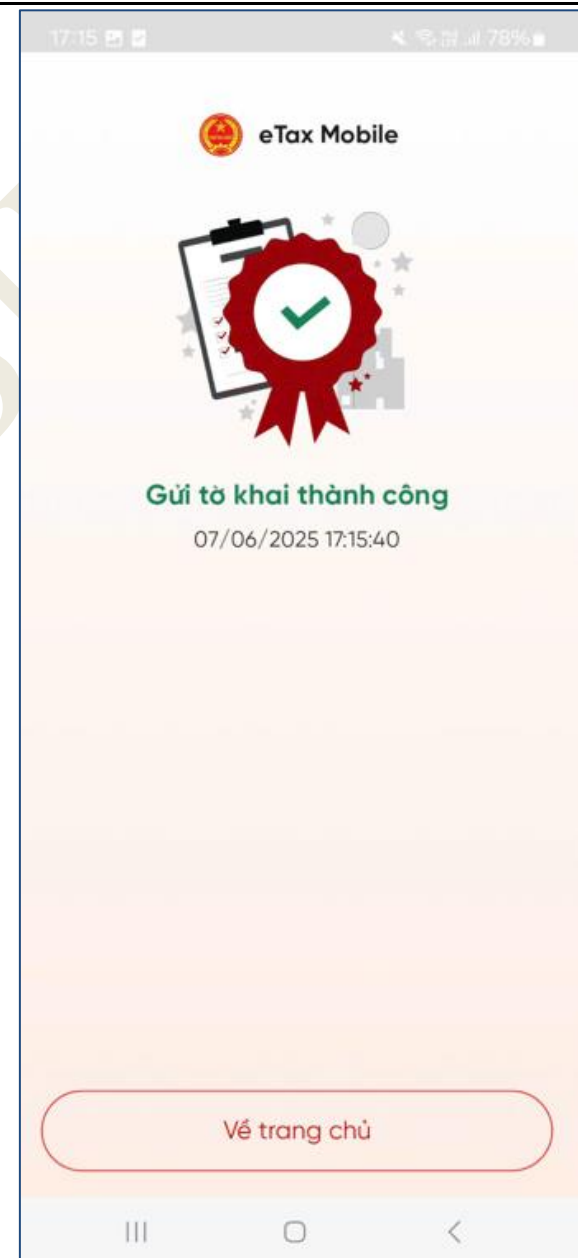 17:15
78%
eTax Mobile
Gửi tờ khai thành công
07/06/2025 17:15:40
Về trang chủ